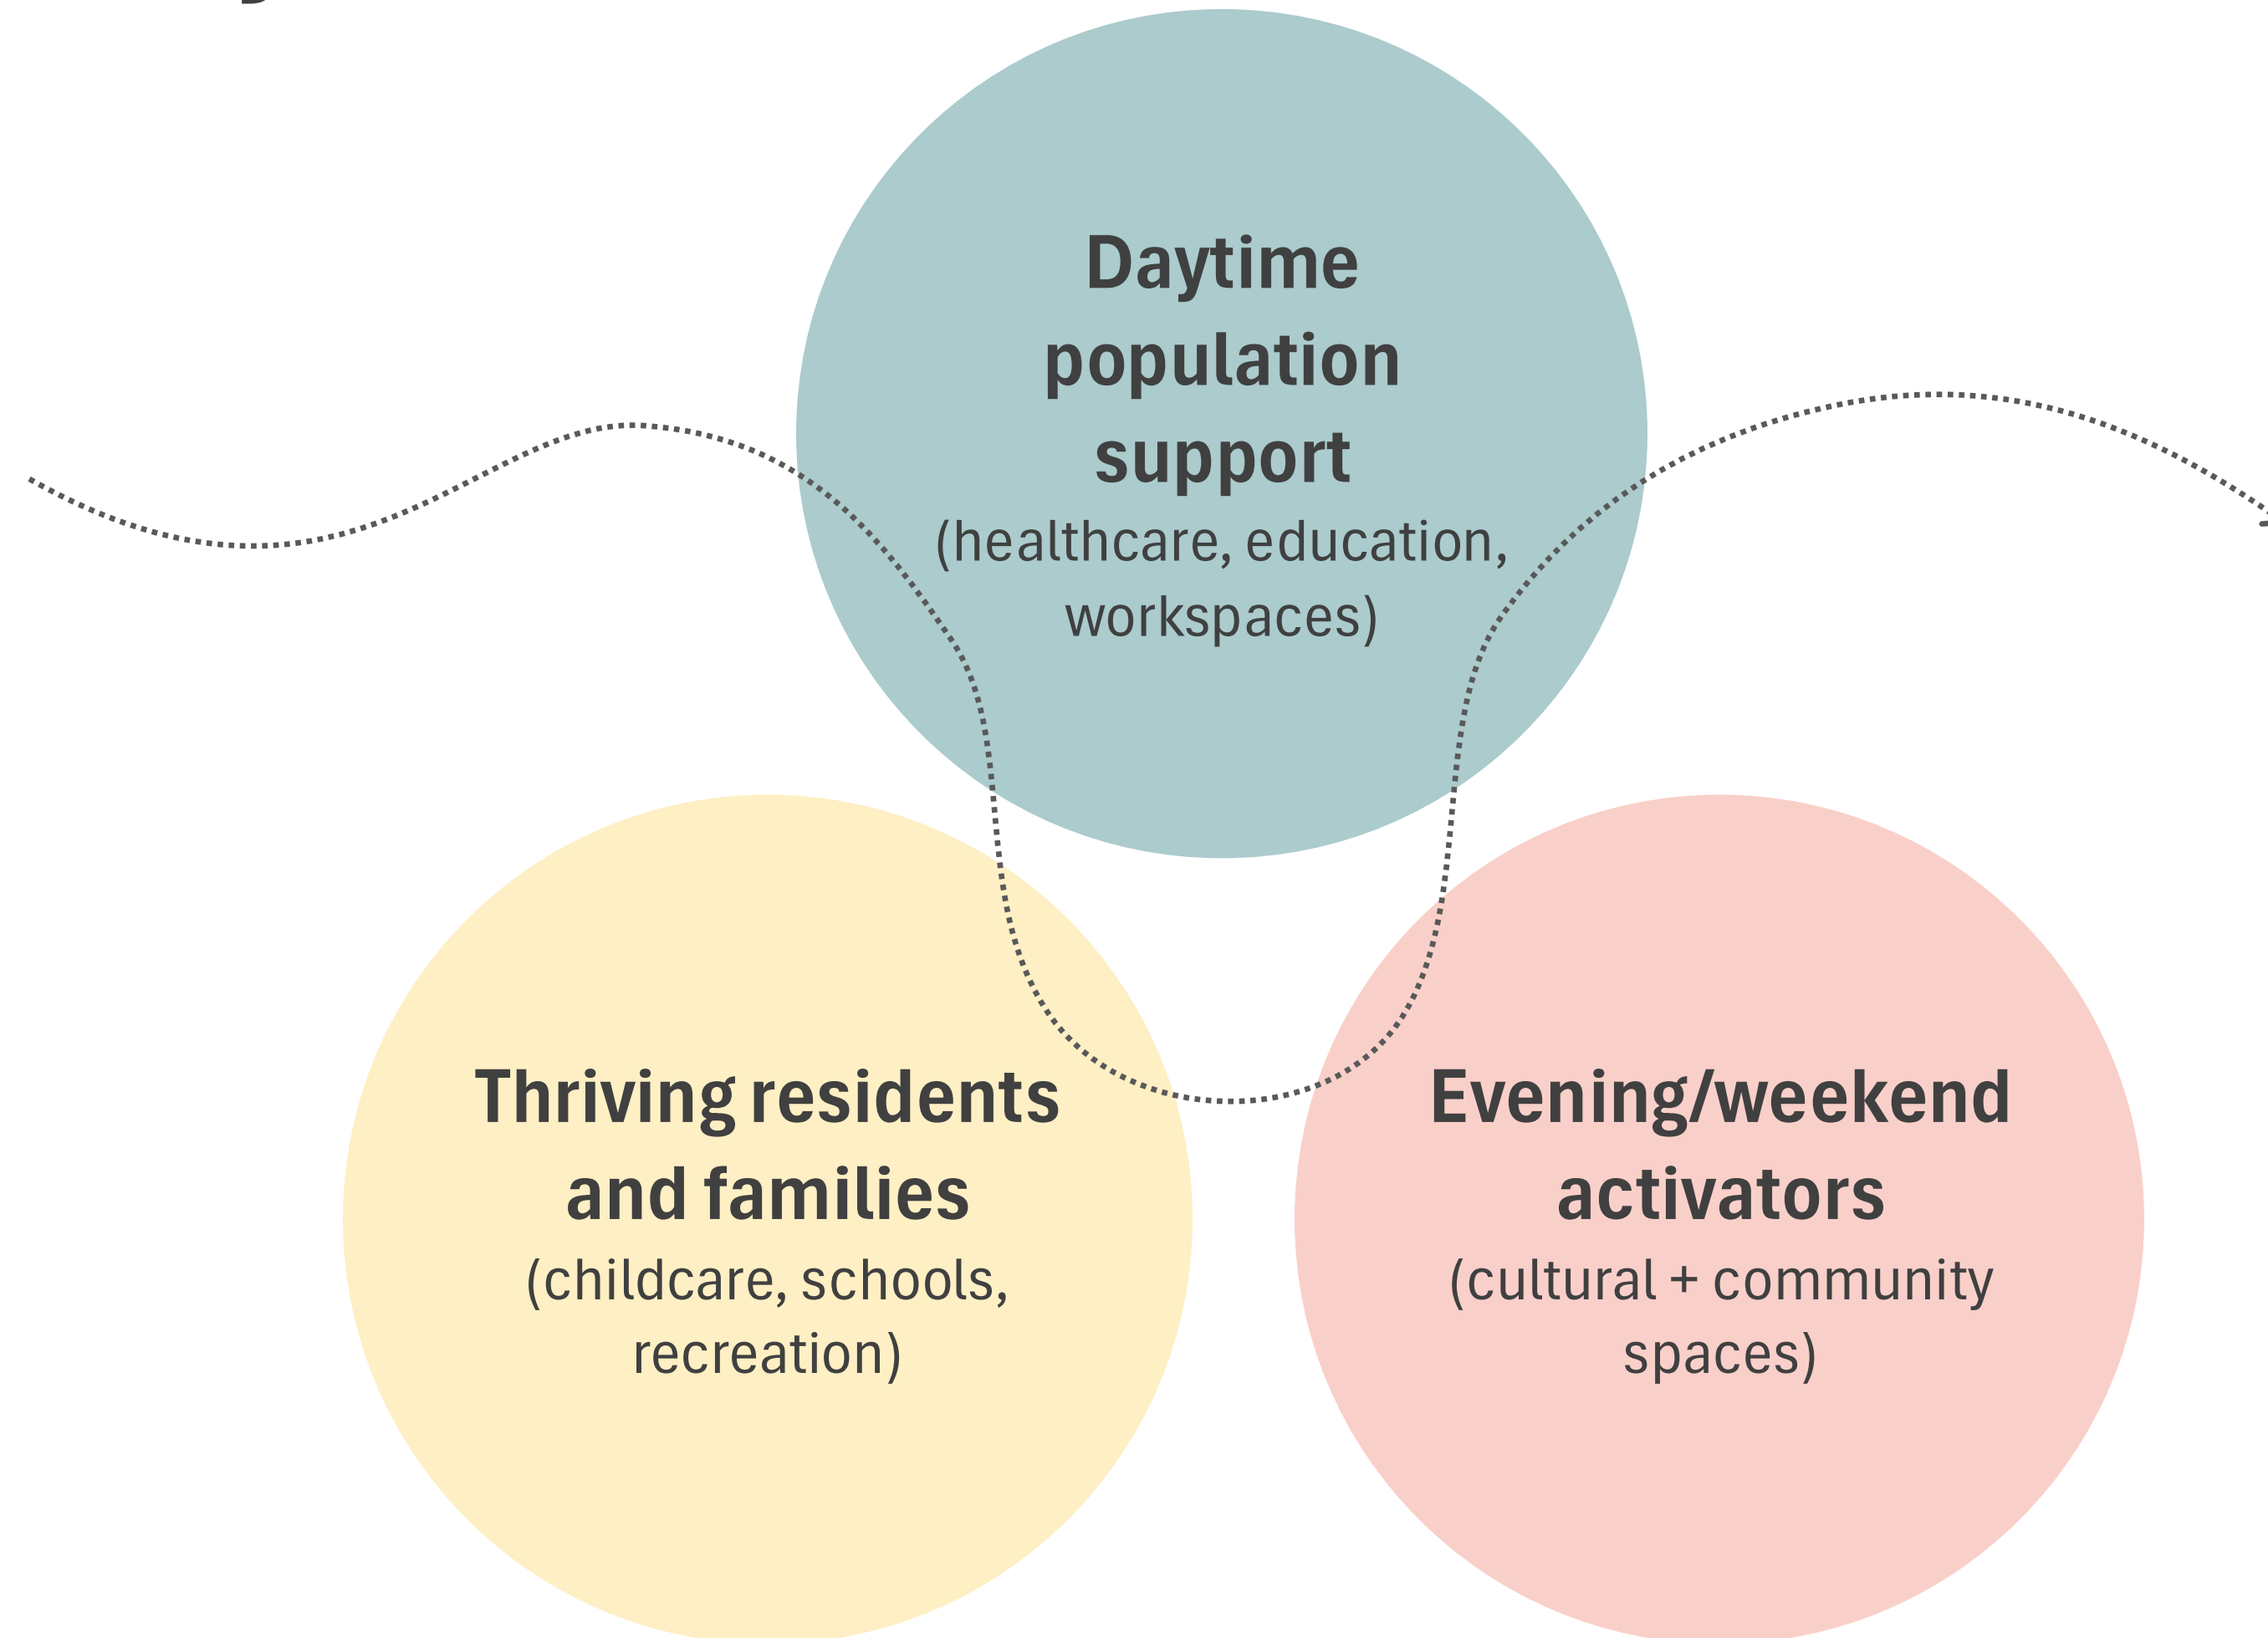 Daytime
population
support
(healthcare, education,
workspaces)
Thriving residents
and families
(childcare, schools,
recreation)
Evening/Weekend
activators
(cultural + community
spaces)